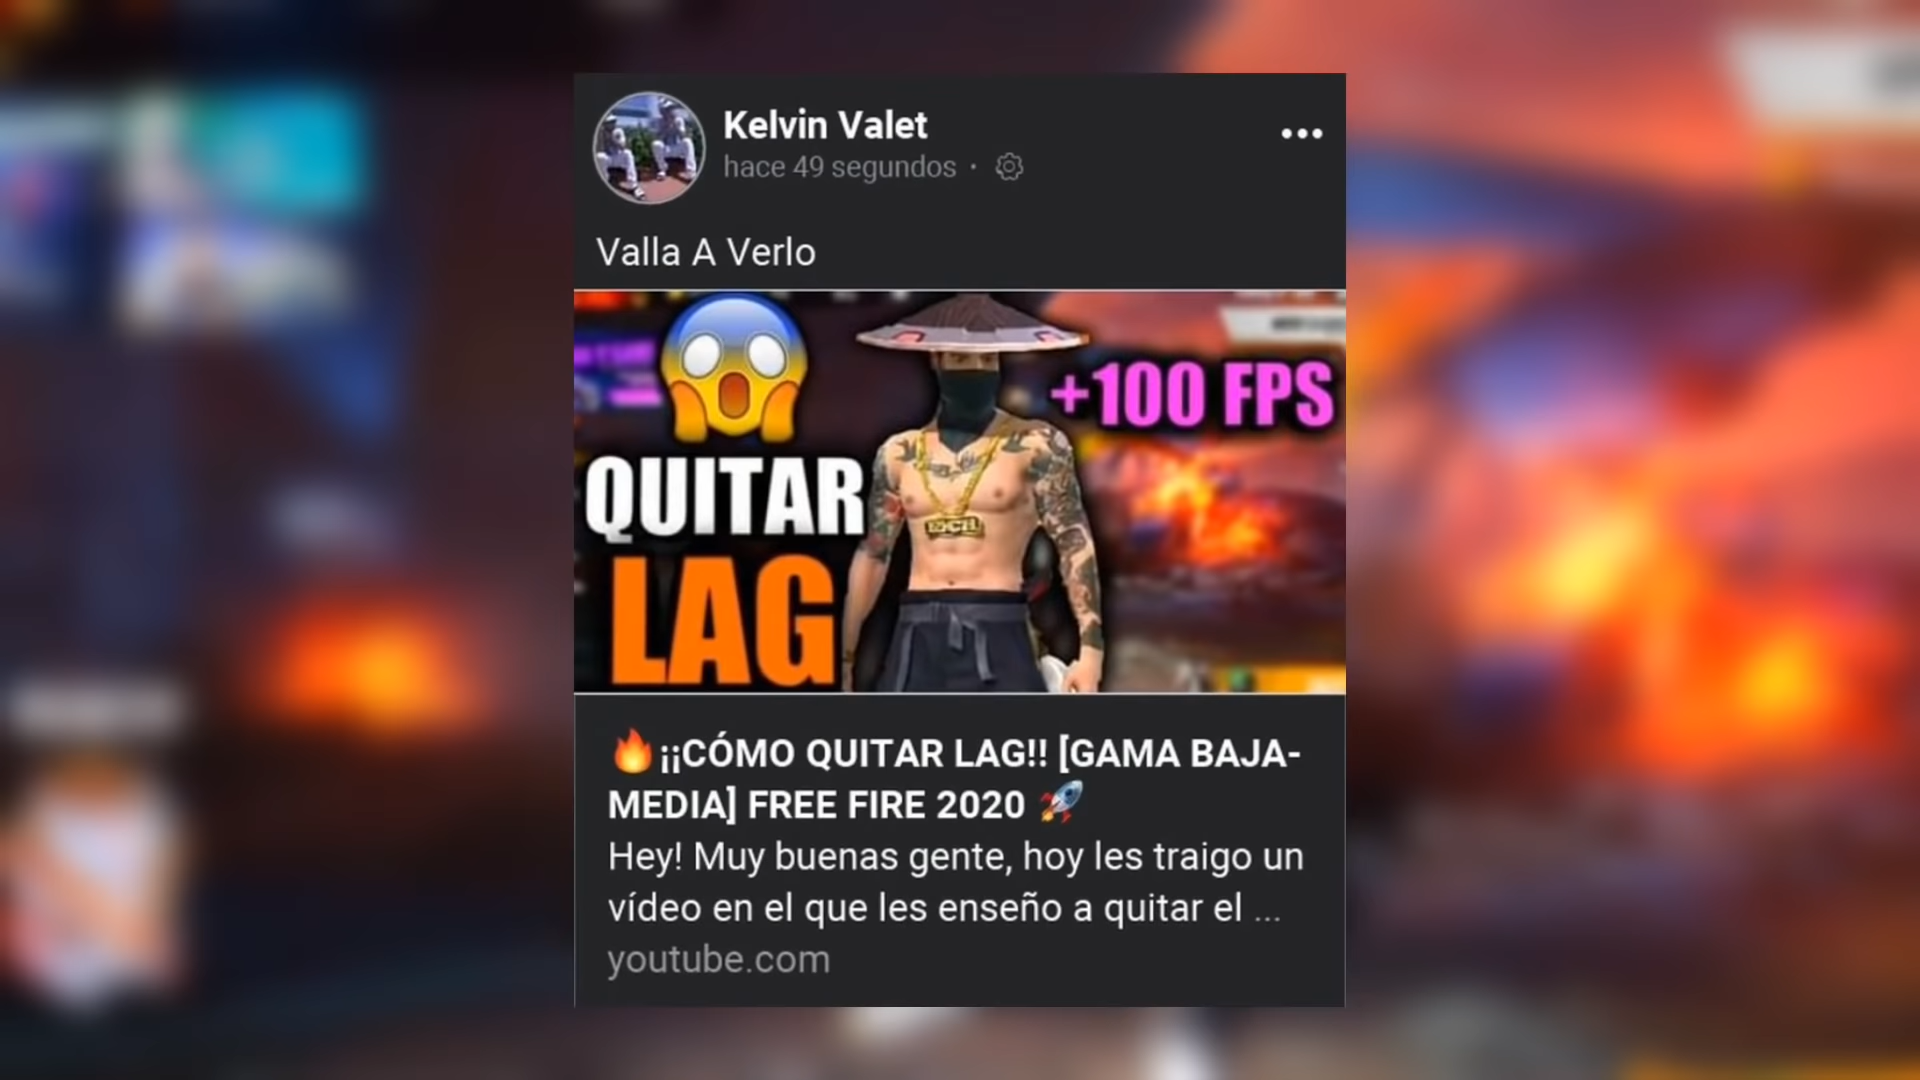 Kelvin Valet
hace 49 segundos ·
Valla A Verlo
+100 FPS
QUITAR
LAG
🔥¡¡CÓMO QUITAR LAG!! [GAMA BAJA-
MEDIA] FREE FIRE 2020 🚀
Hey! Muy buenas gente, hoy les traigo un
vídeo en el que les enseño a quitar el ...
youtube.com